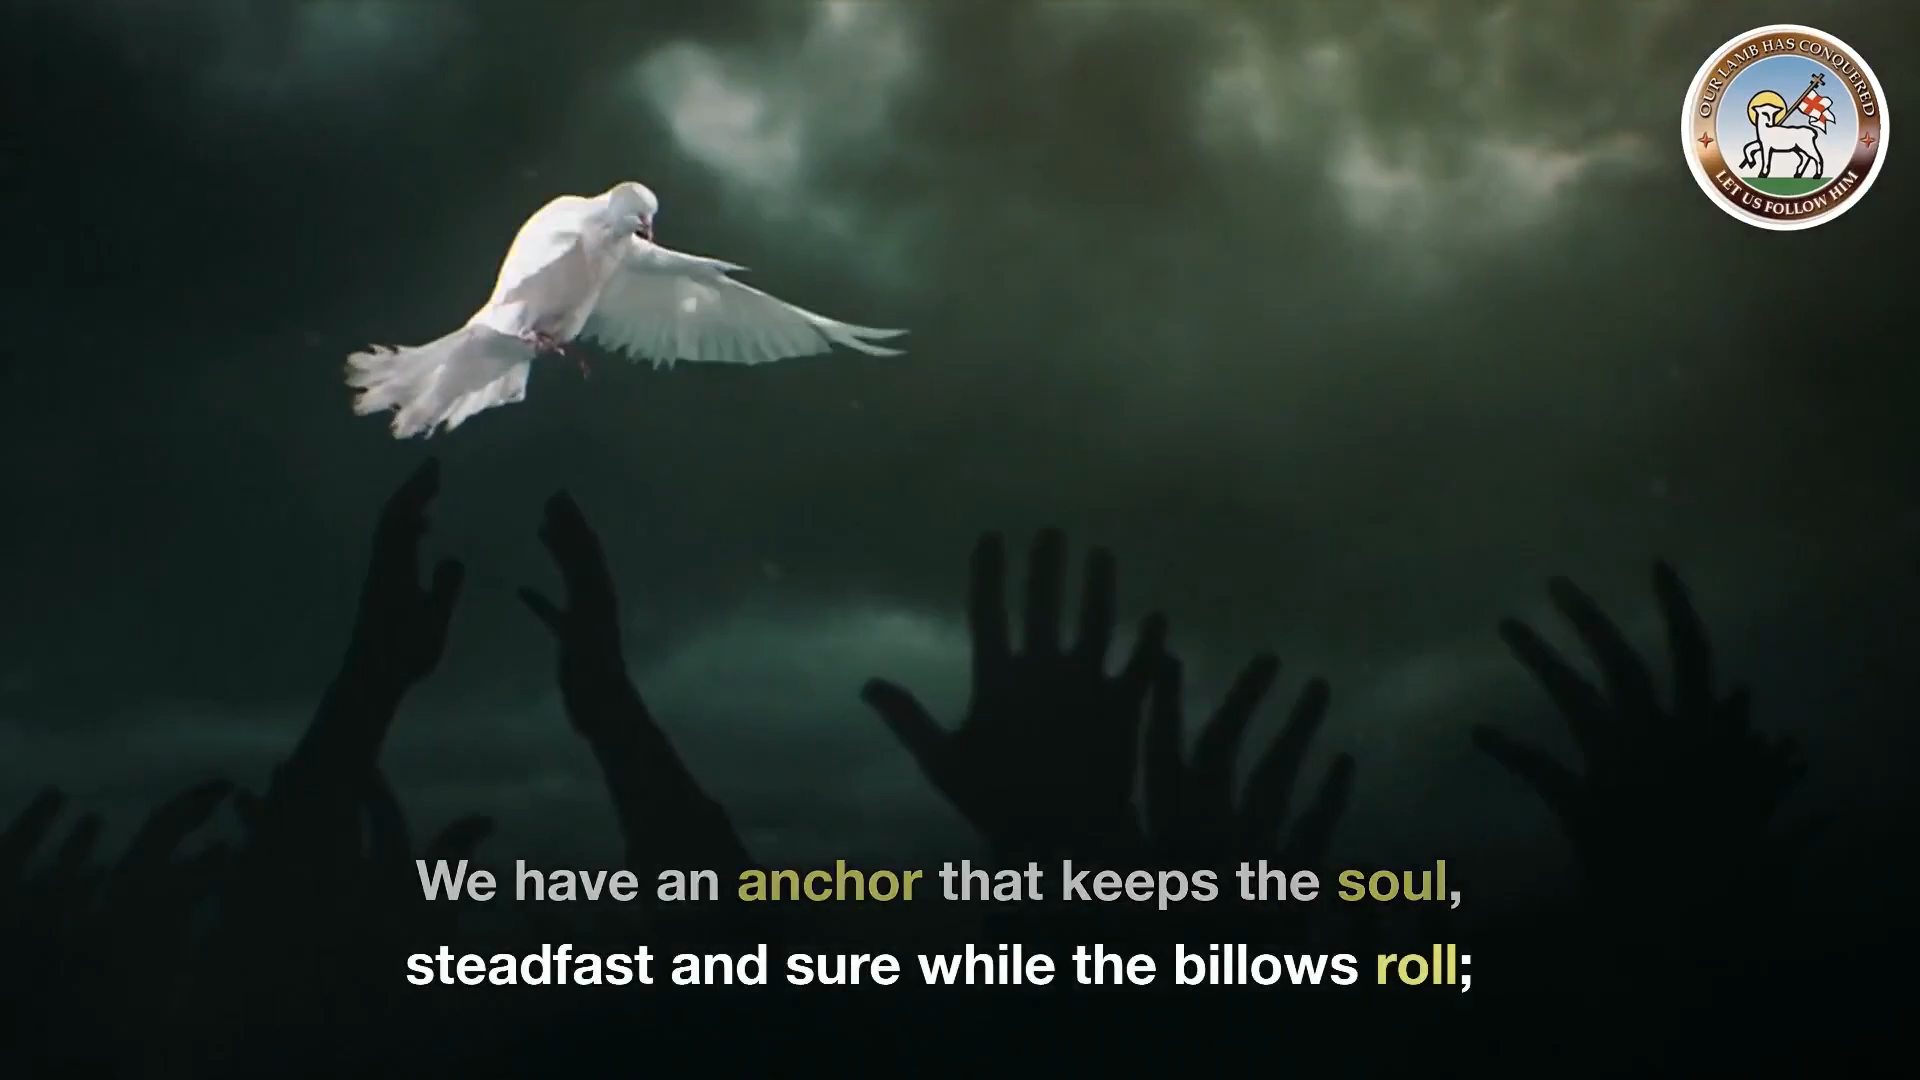 OUR LAMB HAS CONQUERED
LET US FOLLOW HIM
We have an anchor that keeps the soul,
steadfast and sure while the billows roll;